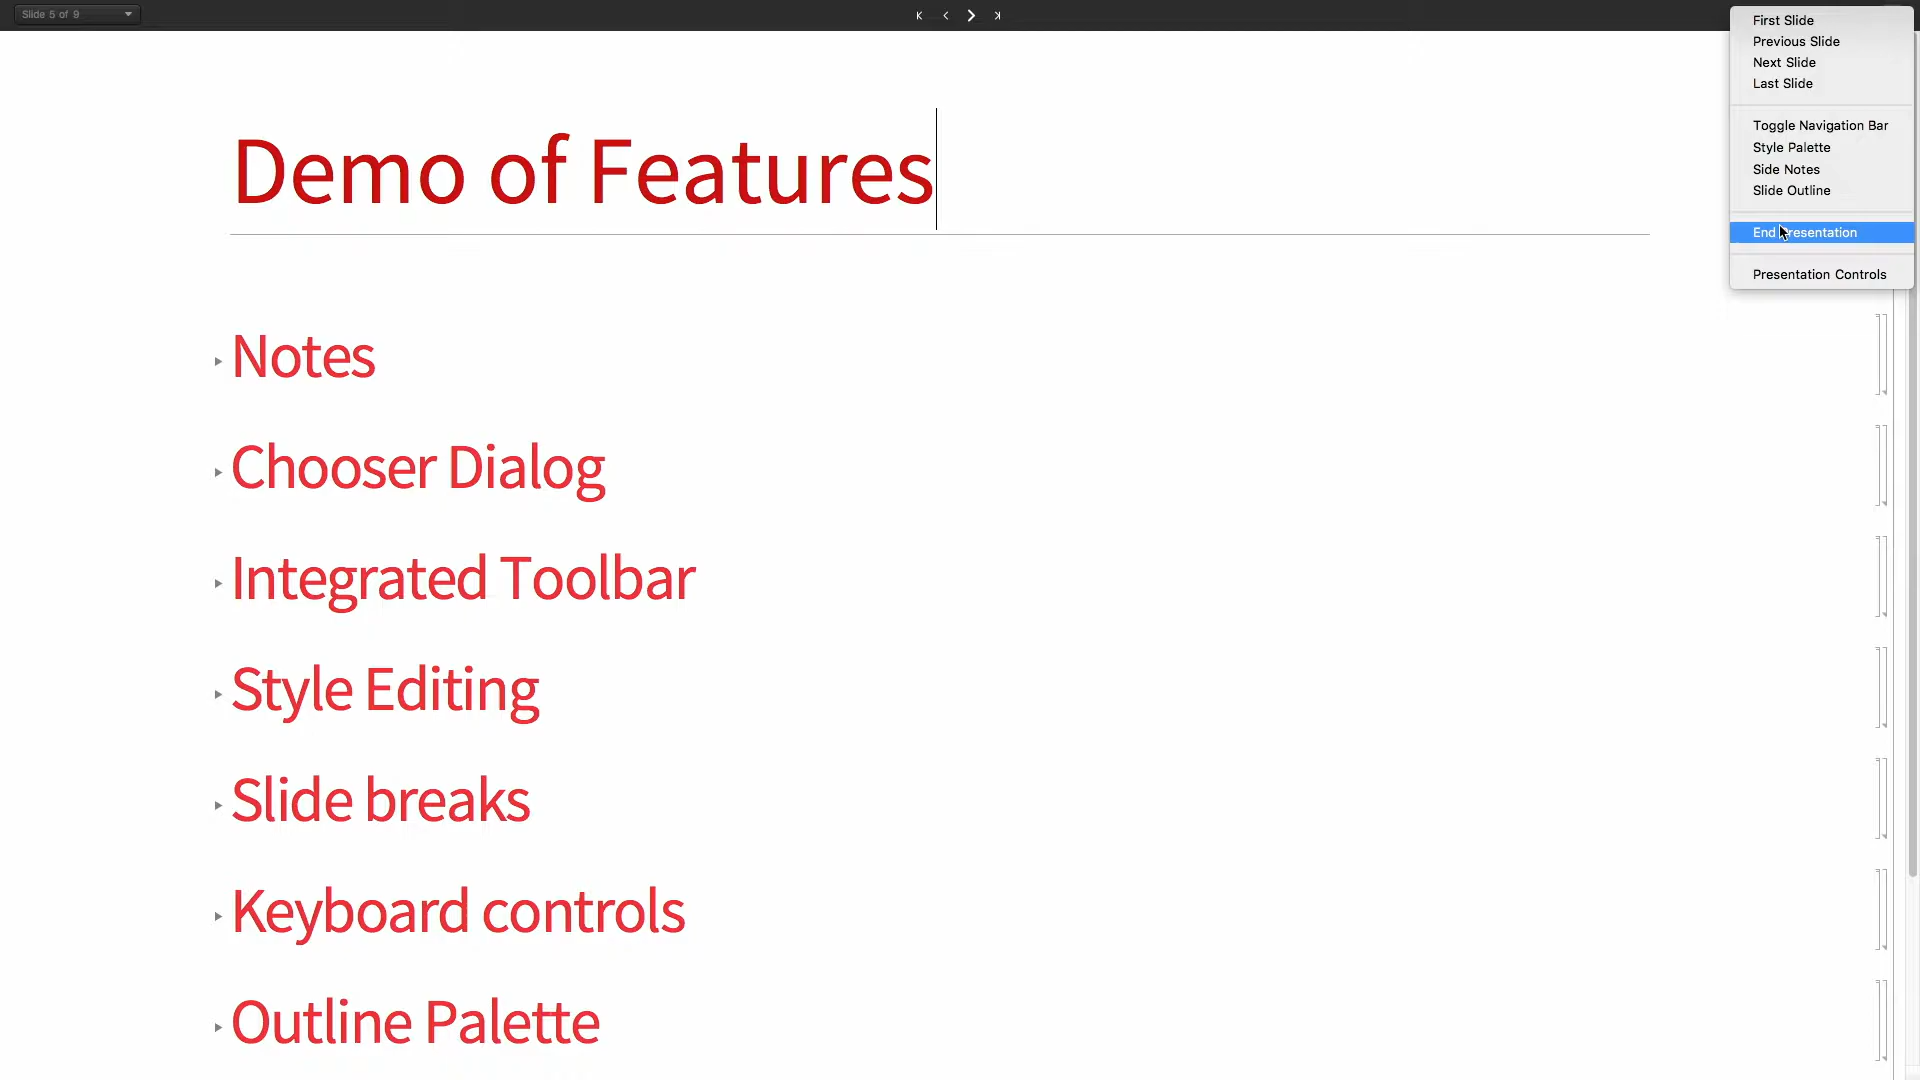 Slide 5 of 9
First Slide
Previous Slide
Next Slide
Last Slide
Toggle Navigation Bar
Style Palette
Side Notes
Slide Outline
End Presentation
Presentation Controls
Demo of Features
Notes
Chooser Dialog
Integrated Toolbar
Style Editing
Slide breaks
Keyboard controls
Outline Palette